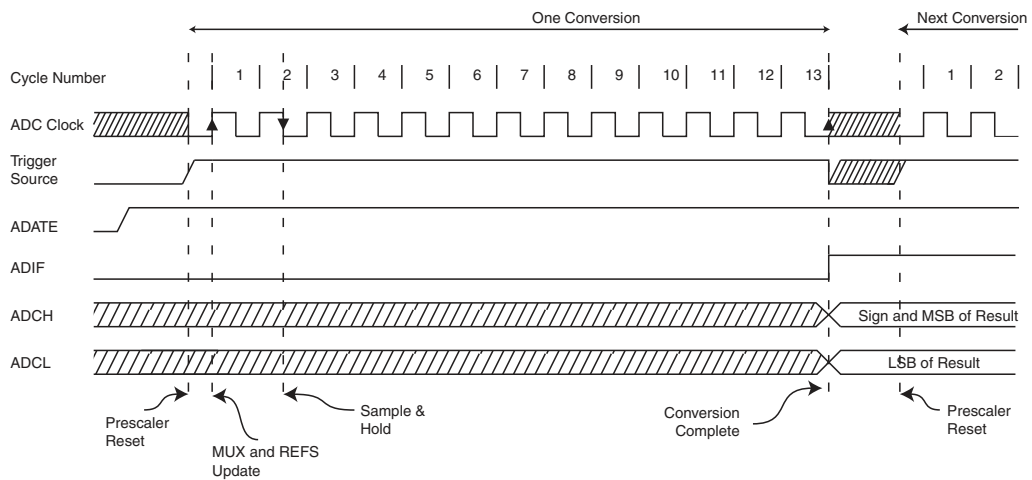 One Conversion
Next Conversion
Cycle Number
1 2 3 4 5 6 7 8 9 10 11 12 13 1 2
ADC Clock
Trigger
Source
ADATE
ADIF
ADCH
Sign and MSB of Result
ADCL
LSB of Result
Prescaler
Reset
MUX and REFS
Update
Sample &
Hold
Conversion
Complete
Prescaler
Reset